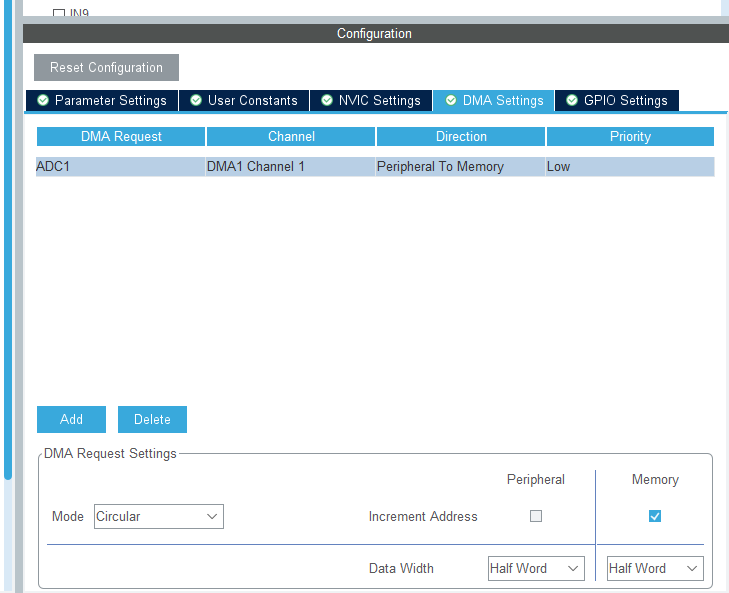 IN9
Configuration
Reset Configuration
Parameter Settings User Constants NVIC Settings DMA Settings GPIO Settings
DMA Request Channel Direction Priority
ADC1 DMA1 Channel 1 Peripheral To Memory Low
Add Delete
DMA Request Settings
Peripheral Memory
Mode Circular Increment Address
Data Width Half Word Half Word